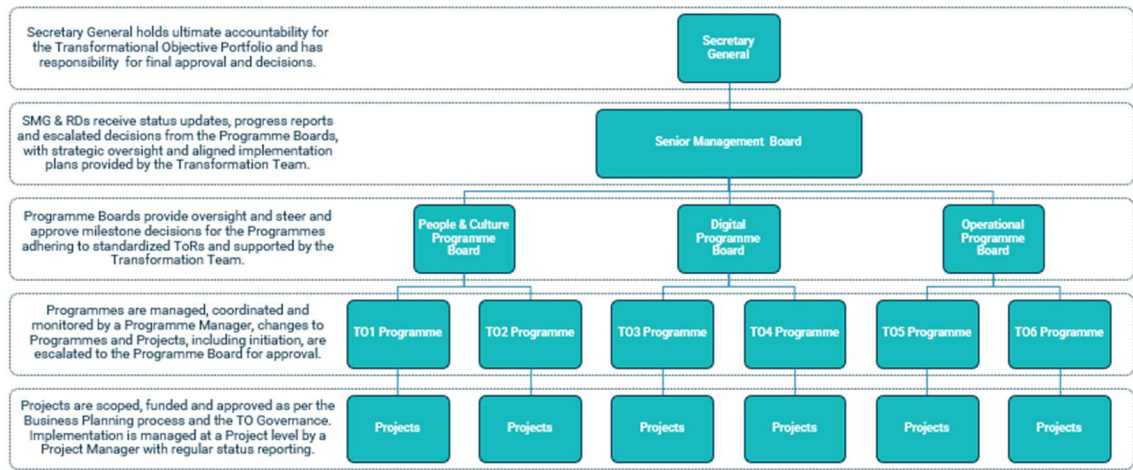 Secretary General holds ultimate accountability for
the Transformational Objective Portfolio and has
responsibility for final approval and decisions.
Secretary
General
SMG & RDs receive status updates, progress reports
and escalated decisions from the Programme Boards,
with strategic oversight and aligned implementation
plans provided by the Transformation Team.
Senior Management Board
Programme Boards provide oversight and steer and
approve milestone decisions for the Programmes
adhering to standardized ToRs and supported by the
Transformation Team.
People & Culture
Programme
Board
Digital
Programme
Board
Operational
Programme
Board
Programmes are managed, coordinated and
monitored by a Programme Manager, changes to
Programmes and Projects, including initiation, are
escalated to the Programme Board for approval.
TO1 Programme
TO2 Programme
TO3 Programme
TO4 Programme
TO5 Programme
TO6 Programme
Projects are scoped, funded and approved as per the
Business Planning process and the TO Governance.
Implementation is managed at a Project level by a
Project Manager with regular status reporting.
Projects
Projects
Projects
Projects
Projects
Projects